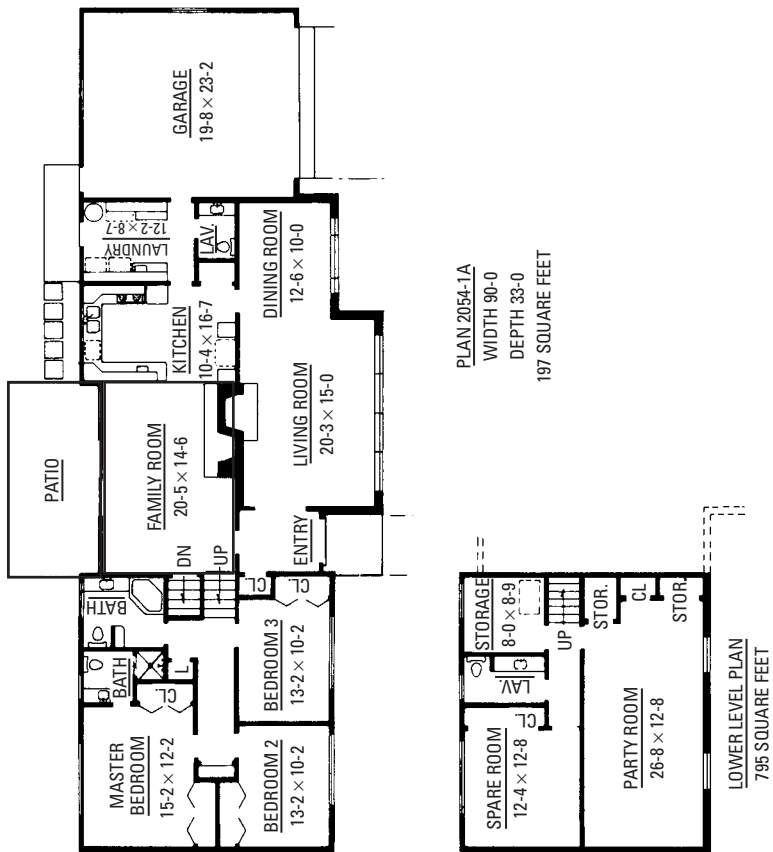 GARAGE
19-8 × 23-2
LAUNDRY
12-2 × 8-7
LAV.
DINING ROOM
12-6 × 10-0
KITCHEN
10-4 × 16-7
LIVING ROOM
20-3 × 15-0
PATIO
FAMILY ROOM
20-5 × 14-6
DN
UP
ENTRY
CL
CL.
BATH
BATH
L
CL.
BEDROOM 3
13-2 × 10-2
MASTER
BEDROOM
15-2 × 12-2
BEDROOM 2
13-2 × 10-2
PLAN 2054-1A
WIDTH 90-0
DEPTH 33-0
197 SQUARE FEET
STORAGE
8-0 × 8-9
UP
STOR.
CL
STOR.
LAV.
CL.
SPARE ROOM
12-4 × 12-8
PARTY ROOM
26-8 × 12-8
LOWER LEVEL PLAN
795 SQUARE FEET